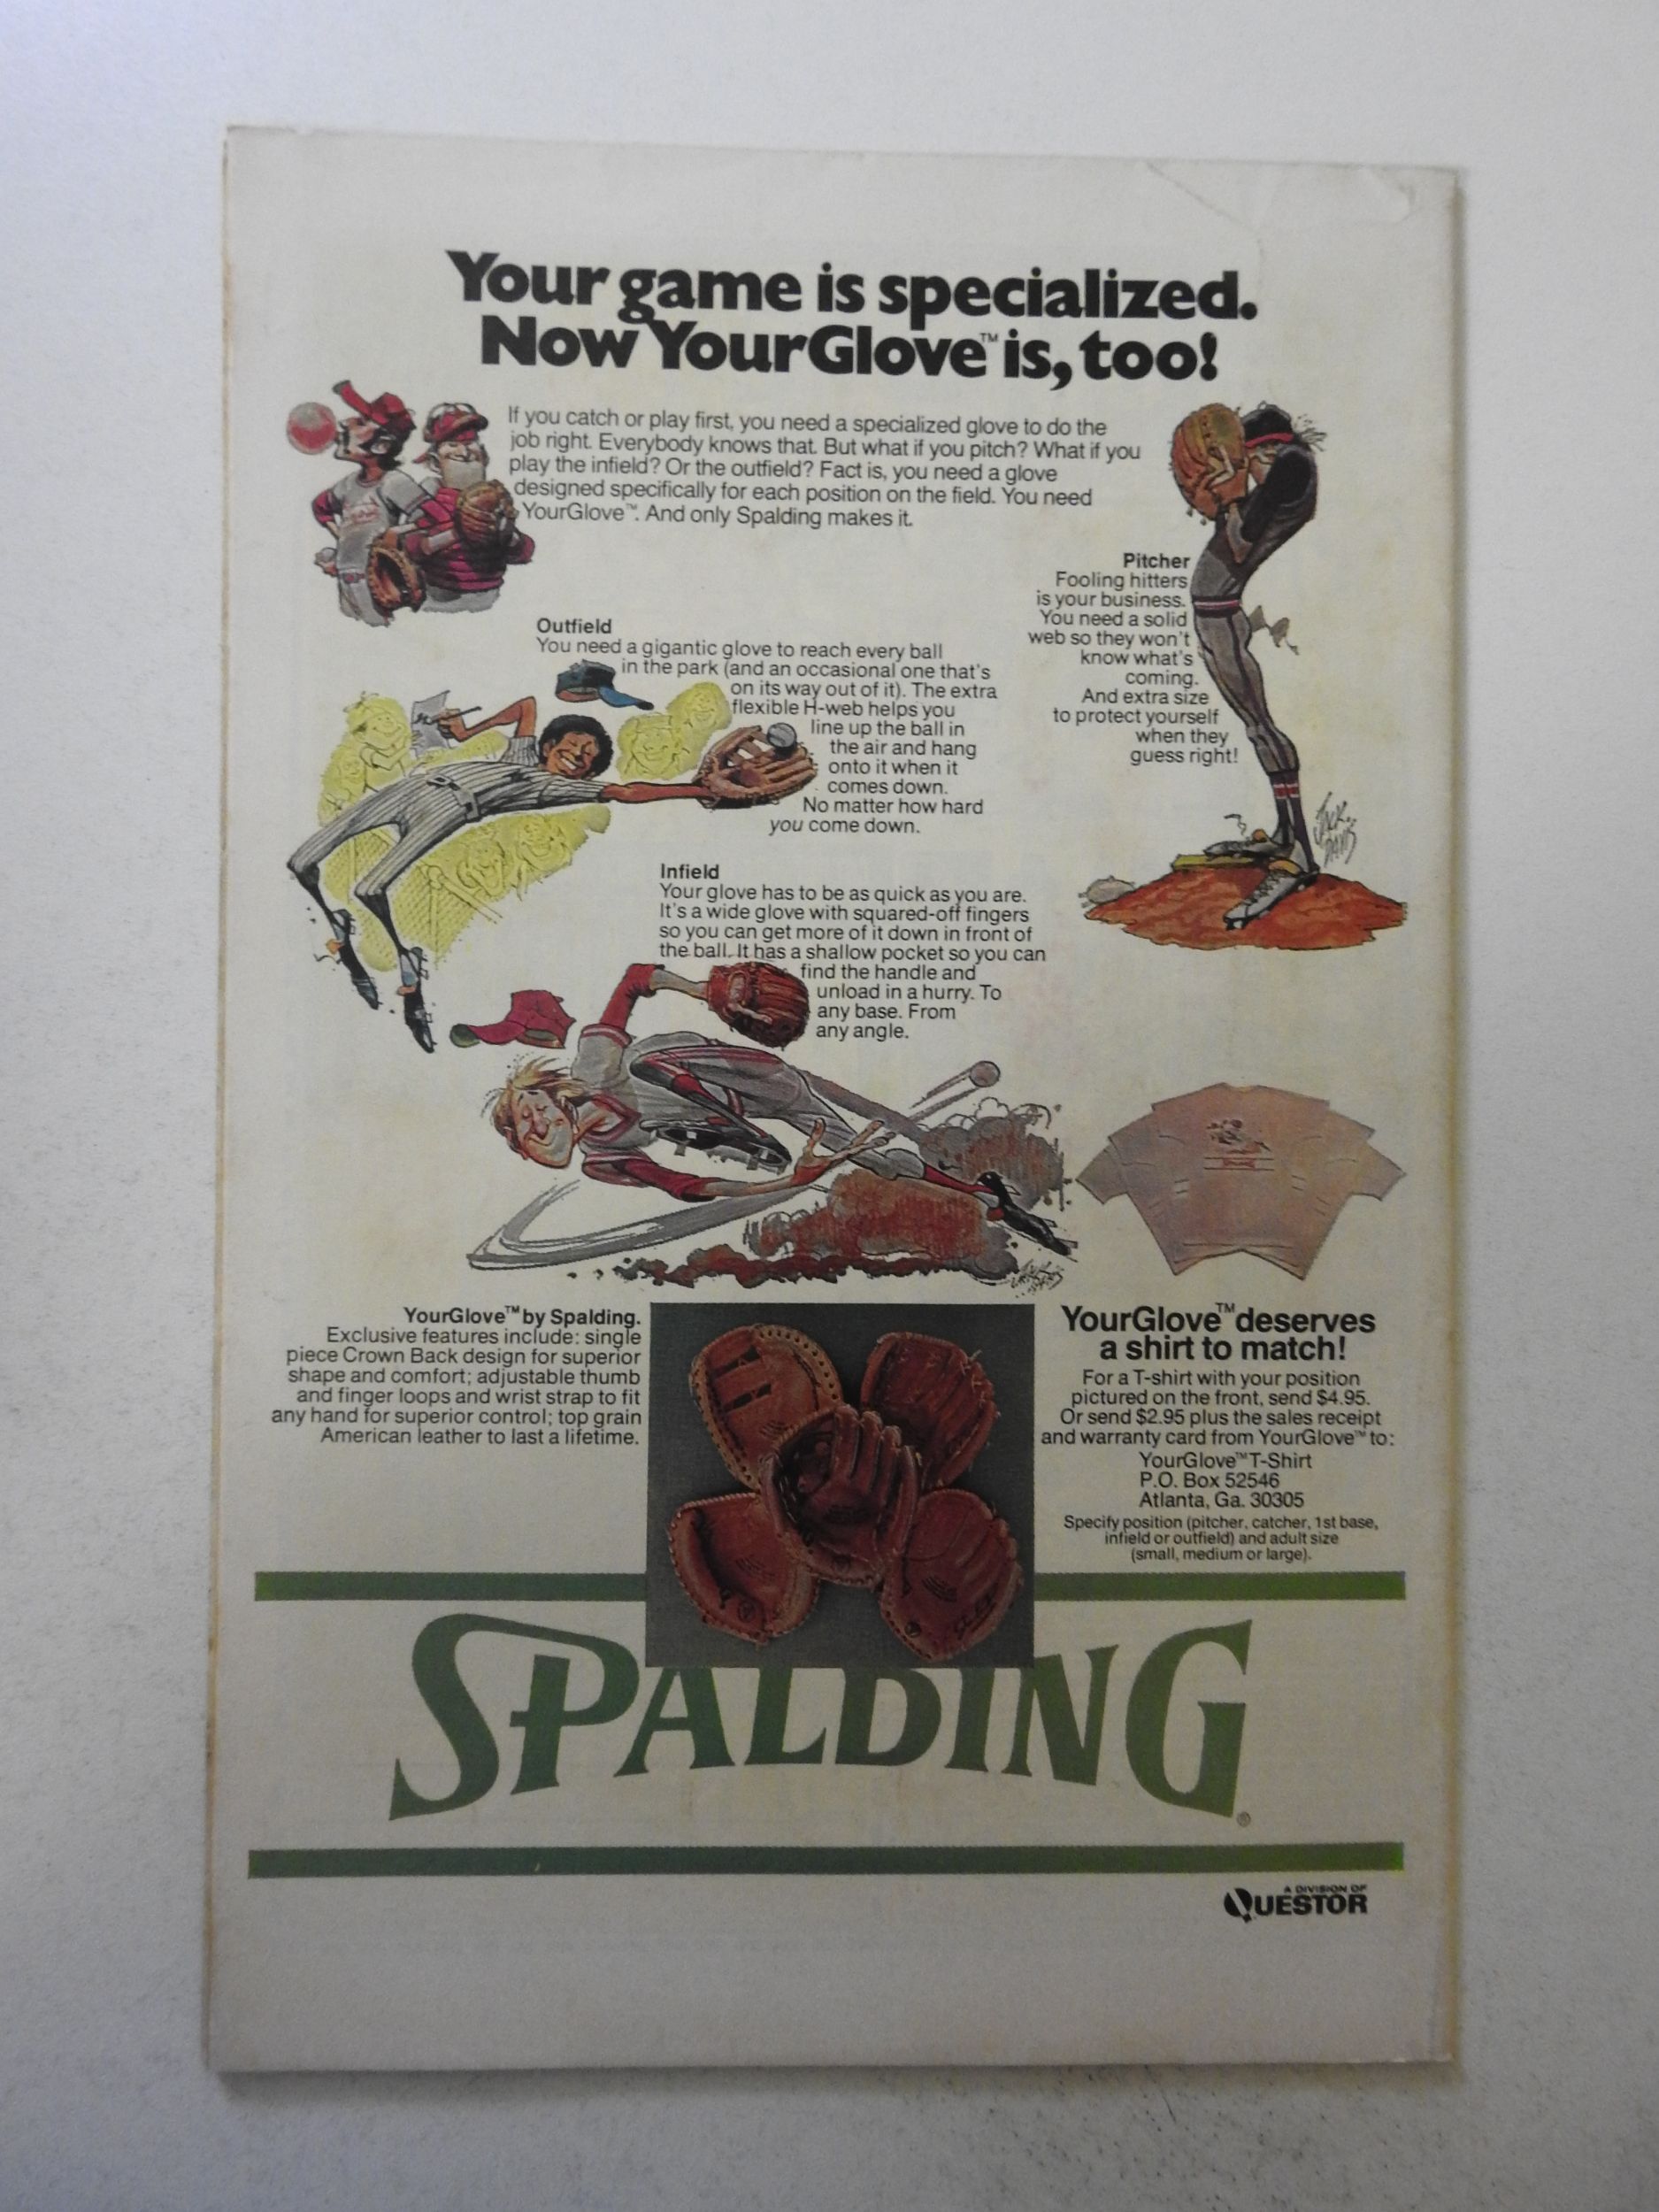 Your game is specialized.
Now YourGlove™ is, too!
If you catch or play first, you need a specialized glove to do the
job right. Everybody knows that. But what if you pitch? What if you
play the infield? Or the outfield? Fact is, you need a glove
designed specifically for each position on the field. You need
YourGlove™. And only Spalding makes it.
Pitcher
Fooling hitters
is your business.
You need a solid
web so they won't
know what's
coming.
And extra size
to protect yourself
when they
guess right!
JACK
DAVIS
Outfield
You need a gigantic glove to reach every ball
in the park (and an occasional one that's
on its way out of it). The extra
flexible H-web helps you
line up the ball in
the air and hang
onto it when it
comes down.
No matter how hard
you come down.
Infield
Your glove has to be as quick as you are.
It's a wide glove with squared-off fingers
so you can get more of it down in front of
the ball. It has a shallow pocket so you can
find the handle and
unload in a hurry. To
any base. From
any angle.
JACK
DAVIS
YourGlove™ by Spalding.
Exclusive features include: single
piece Crown Back design for superior
shape and comfort; adjustable thumb
and finger loops and wrist strap to fit
any hand for superior control; top grain
American leather to last a lifetime.
YourGlove™ deserves
a shirt to match!
For a T-shirt with your position
pictured on the front, send $4.95.
Or send $2.95 plus the sales receipt
and warranty card from YourGlove™ to:
YourGlove™ T-Shirt
P.O. Box 52546
Atlanta, Ga. 30305
Specify position (pitcher, catcher, 1st base,
infield or outfield) and adult size
(small, medium or large).
SPALDING®
A DIVISION OF
QUESTOR